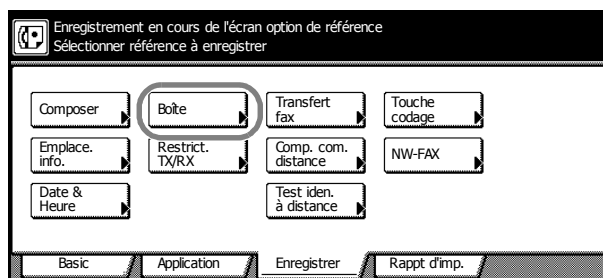 Enregistrement en cours de l'écran option de référence
Sélectionner référence à enregistrer
Composer
Boîte
Transfert
fax
Touche
codage
Emplace.
info.
Restrict.
TX/RX
Comp. com.
distance
NW-FAX
Date &
Heure
Test iden.
à distance
Basic
Application
Enregistrer
Rappt d'imp.